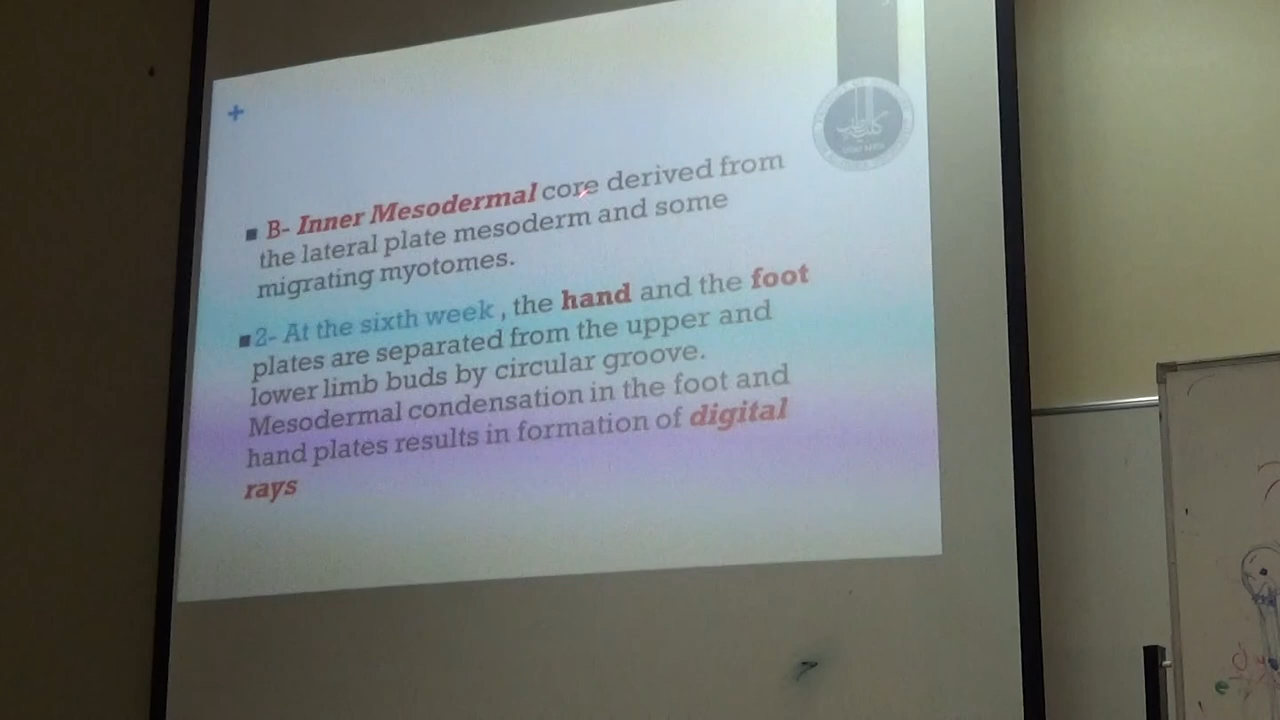 +
▪ B- Inner Mesodermal core derived from
the lateral plate mesoderm and some
migrating myotomes.
▪ 2- At the sixth week , the hand and the foot
plates are separated from the upper and
lower limb buds by circular groove.
Mesodermal condensation in the foot and
hand plates results in formation of digital
rays